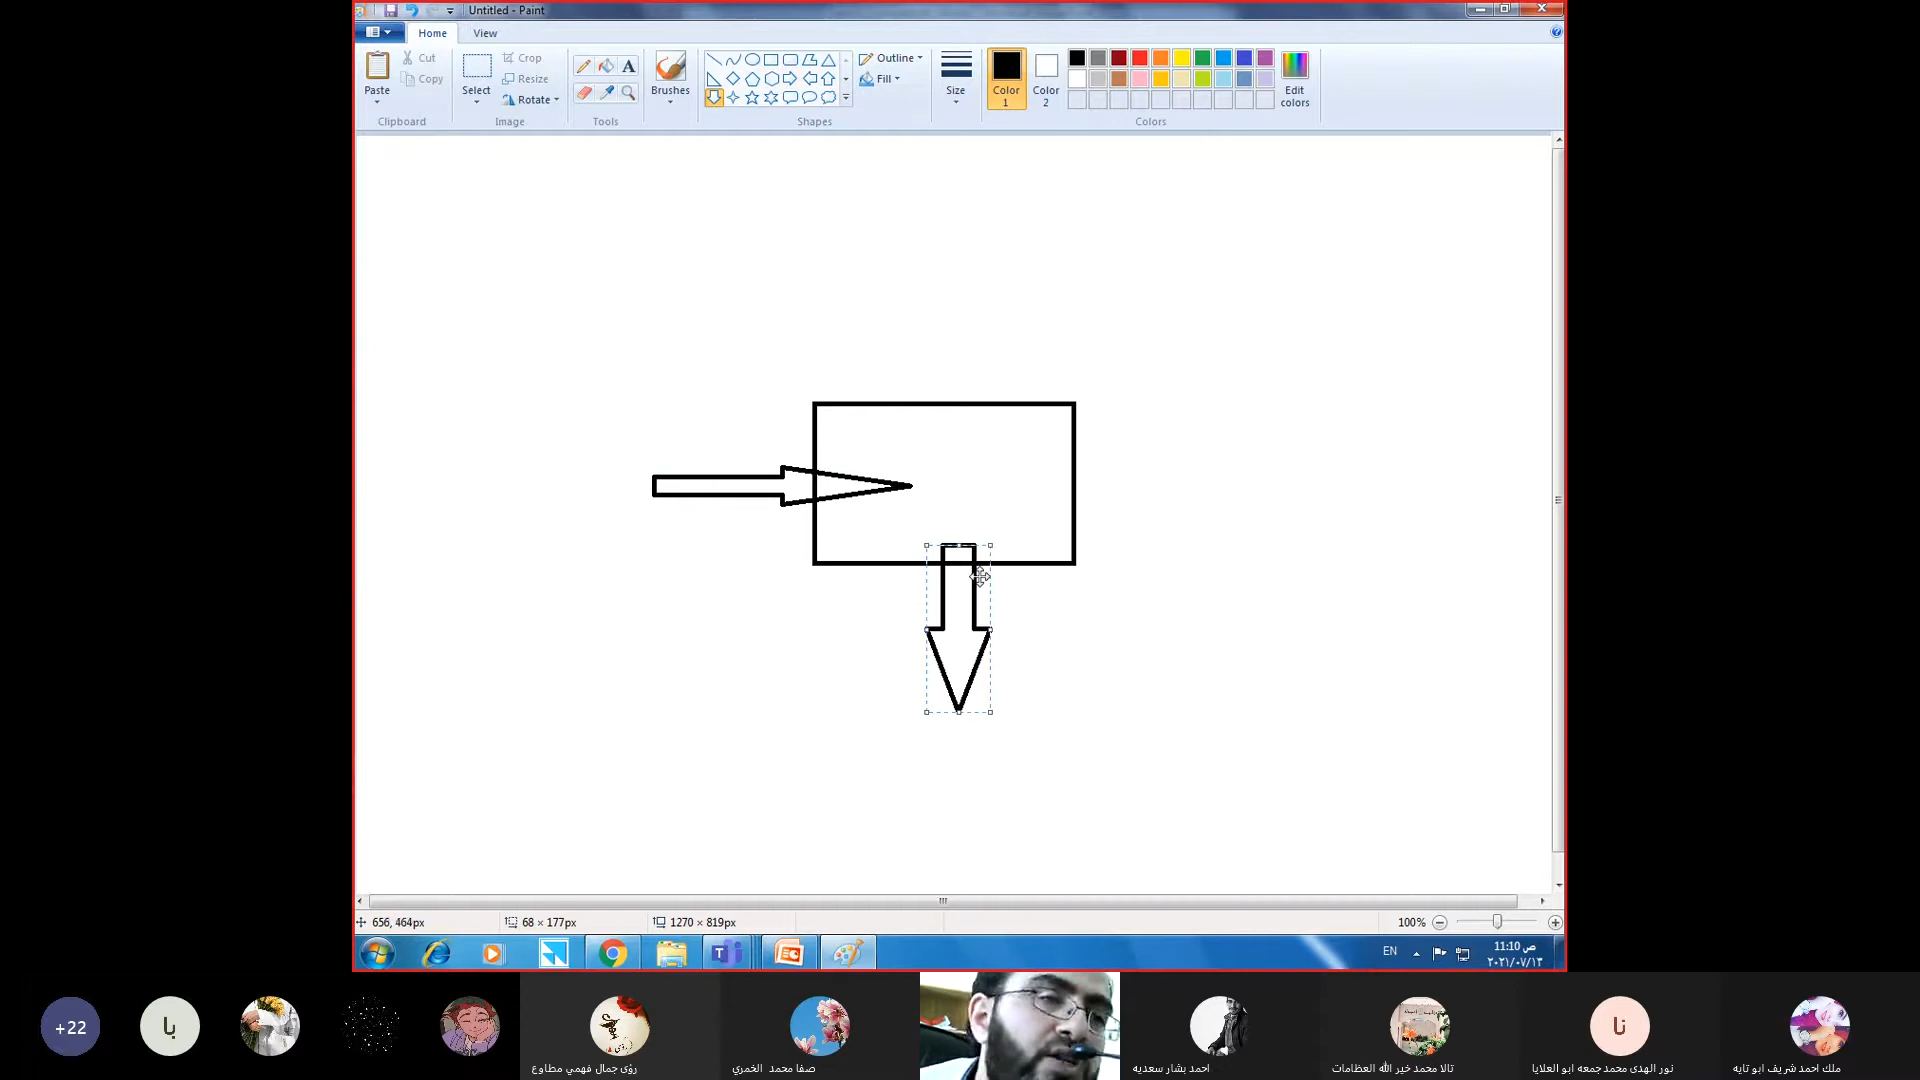 Untitled - Paint
Home
View
Paste
Cut
Copy
Clipboard
Select
Crop
Resize
Rotate
Image
A
Tools
Brushes
Outline
Fill
Shapes
Size
Color 1
Color 2
Edit colors
Colors
656, 464px
68 × 177px
1270 × 819px
100%
EN
11:10 ص
٢٠٢١/٠٧/١٣
+22
با
نا
رؤى جمال فهمي مطاوع
صفا محمد الخمري
احمد بشار سعديه
تالا محمد خير الله العظامات
نور الهدى محمد جمعه ابو العلايا
ملك احمد شريف ابو تايه